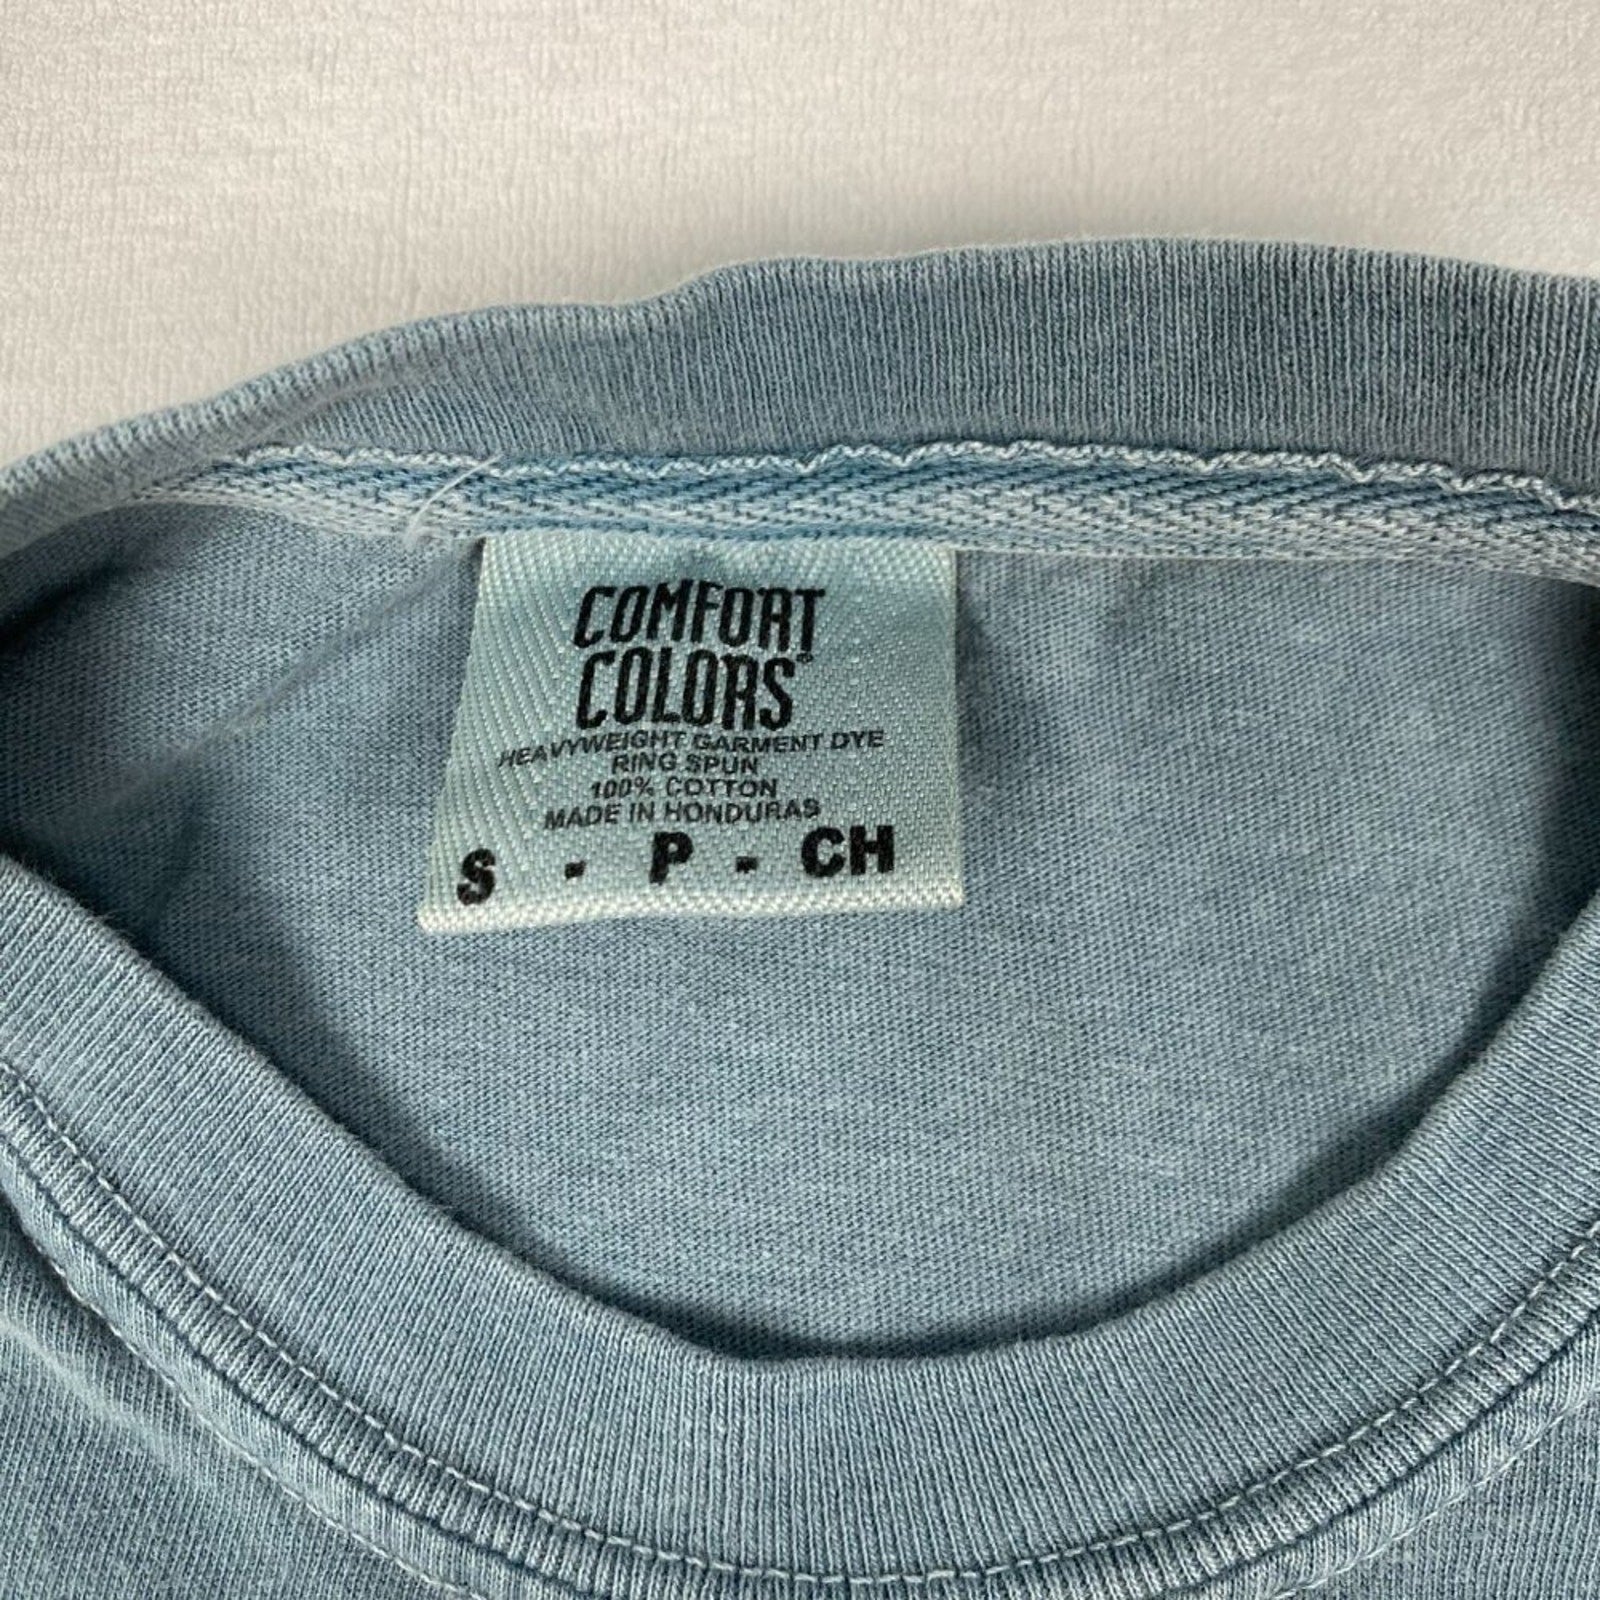 COMFORT
COLORS®
HEAVYWEIGHT GARMENT DYE
RING SPUN
100% COTTON
MADE IN HONDURAS
S - P - CH